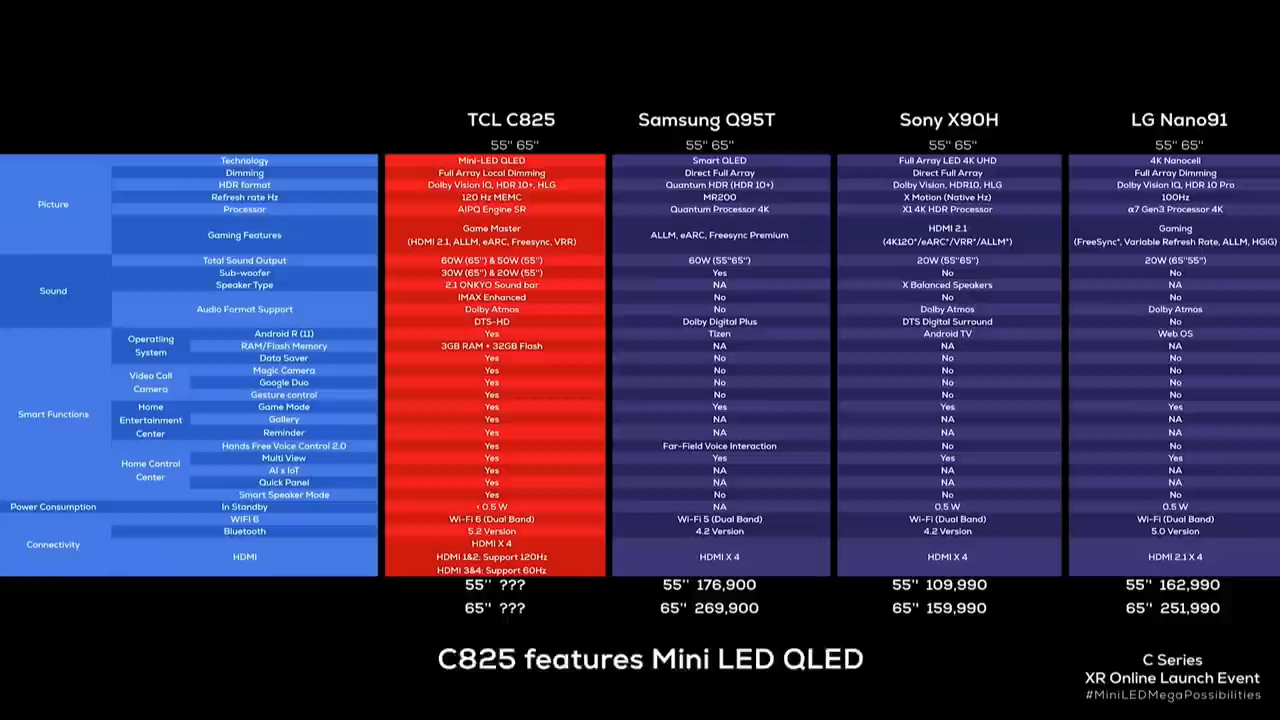 TCL C825 Samsung Q95T Sony X90H LG Nano91
55" 65" 55" 65" 55" 65" 55" 65"
Picture
Technology Mini-LED QLED Smart QLED Full Array LED 4K UHD 4K Nanocell
Dimming Full Array Local Dimming Direct Full Array Direct Full Array Full Array Dimming
HDR format Dolby Vision IQ, HDR 10+, HLG Quantum HDR (HDR 10+) Dolby Vision, HDR10, HLG Dolby Vision IQ, HDR 10 Pro
Refresh rate Hz 120 Hz MEMC MR200 X Motion (Native Hz) 100Hz
Processor AIPQ Engine SR Quantum Processor 4K X1 4K HDR Processor α7 Gen3 Processor 4K
Gaming Features Game Master ALLM, eARC, Freesync Premium HDMI 2.1 Gaming
(HDMI 2.1, ALLM, eARC, Freesync, VRR) (4K120*/eARC*/VRR*/ALLM*) (FreeSync*, Variable Refresh Rate, ALLM, HGiG)
Sound
Total Sound Output 60W (65") & 50W (55") 60W (55"65") 20W (55"65") 20W (65"55")
Sub-woofer 30W (65") & 20W (55") Yes No No
Speaker Type 2.1 ONKYO Sound bar NA X Balanced Speakers NA
Audio Format Support IMAX Enhanced No No No
Dolby Atmos No Dolby Atmos Dolby Atmos
DTS-HD Dolby Digital Plus DTS Digital Surround No
Smart Functions
Operating System
Android R (11) Yes Tizen Android TV Web OS
RAM/Flash Memory 3GB RAM + 32GB Flash NA NA NA
Data Saver Yes No No No
Video Call Camera
Magic Camera Yes No No No
Google Duo Yes No No No
Gesture control Yes No No No
Home Entertainment Center
Game Mode Yes Yes Yes Yes
Gallery Yes NA NA NA
Reminder Yes NA NA NA
Home Control Center
Hands Free Voice Control 2.0 Yes Far-Field Voice Interaction No No
Multi View Yes Yes Yes Yes
AI x IoT Yes NA NA NA
Quick Panel Yes NA NA NA
Smart Speaker Mode Yes No No No
Power Consumption In Standby < 0.5 W NA 0.5 W 0.5 W
Connectivity
WIFI 6 Wi-Fi 6 (Dual Band) Wi-Fi 5 (Dual Band) Wi-Fi (Dual Band) Wi-Fi (Dual Band)
Bluetooth 5.2 Version 4.2 Version 4.2 Version 5.0 Version
HDMI HDMI X 4 HDMI X 4 HDMI X 4 HDMI 2.1 X 4
HDMI 1&2: Support 120Hz
HDMI 3&4: Support 60Hz
55" ??? 55" 176,900 55" 109,990 55" 162,990
65" ??? 65" 269,900 65" 159,990 65" 251,990
C825 features Mini LED QLED
C Series
XR Online Launch Event
#MiniLEDMegaPossibilities